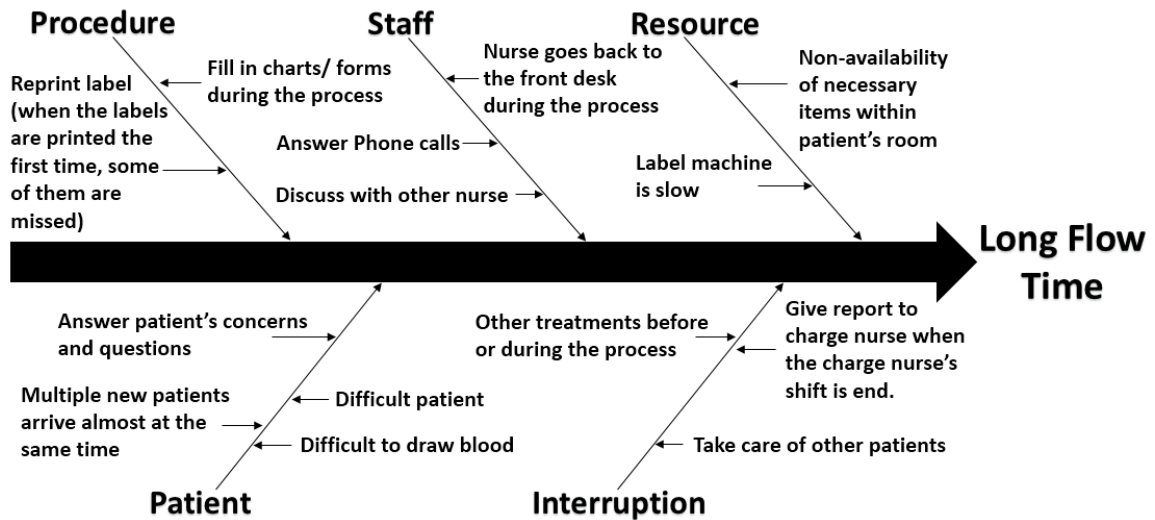 Procedure
Staff
Resource
Reprint label
(when the labels
are printed the
first time, some
of them are
missed)
Fill in charts/ forms
during the process
Nurse goes back to
the front desk
during the process
Answer Phone calls
Discuss with other nurse
Non-availability
of necessary
items within
patient's room
Label machine
is slow
Long Flow
Time
Answer patient's concerns
and questions
Multiple new patients
arrive almost at the
same time
Difficult patient
Difficult to draw blood
Other treatments before
or during the process
Give report to
charge nurse when
the charge nurse's
shift is end.
Take care of other patients
Patient
Interruption